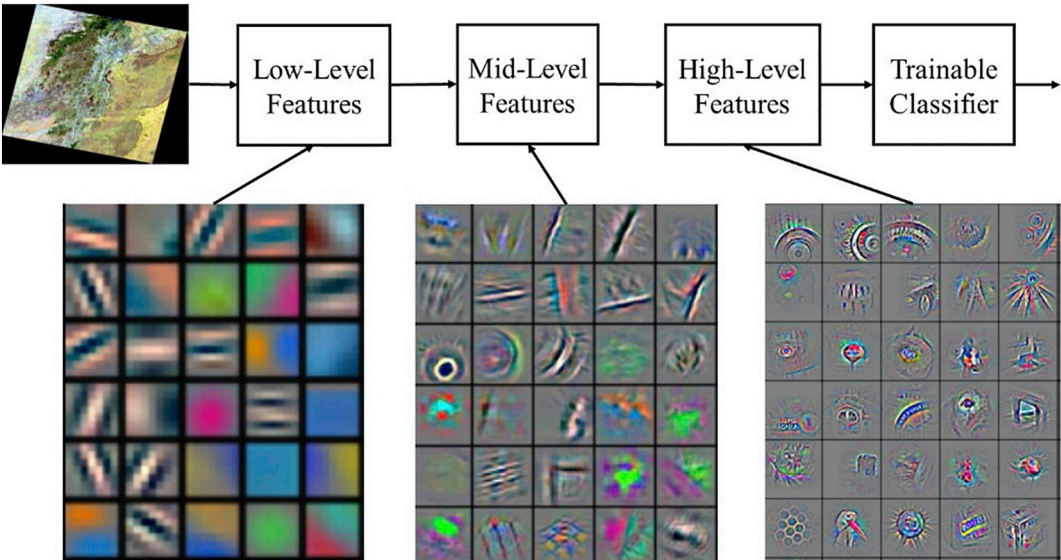 Low-Level
Features
Mid-Level
Features
High-Level
Features
Trainable
Classifier